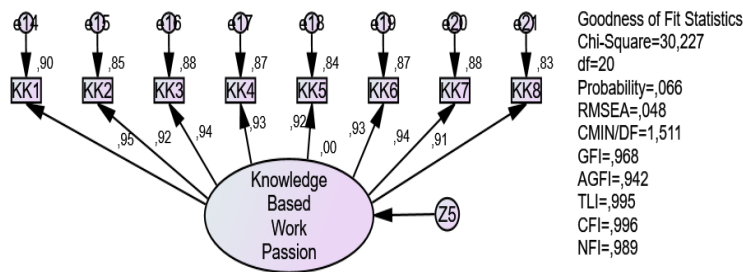 e14 e15 e16 e17 e18 e19 e20 e21
,90 ,85 ,88 ,87 ,84 ,87 ,88 ,83
KK1 KK2 KK3 KK4 KK5 KK6 KK7 KK8
,95 ,92 ,94 ,93 ,92 ,93 ,94 ,91
,00
Knowledge
Based
Work
Passion
Z5
Goodness of Fit Statistics
Chi-Square=30,227
df=20
Probability=,066
RMSEA=,048
CMIN/DF=1,511
GFI=,968
AGFI=,942
TLI=,995
CFI=,996
NFI=,989